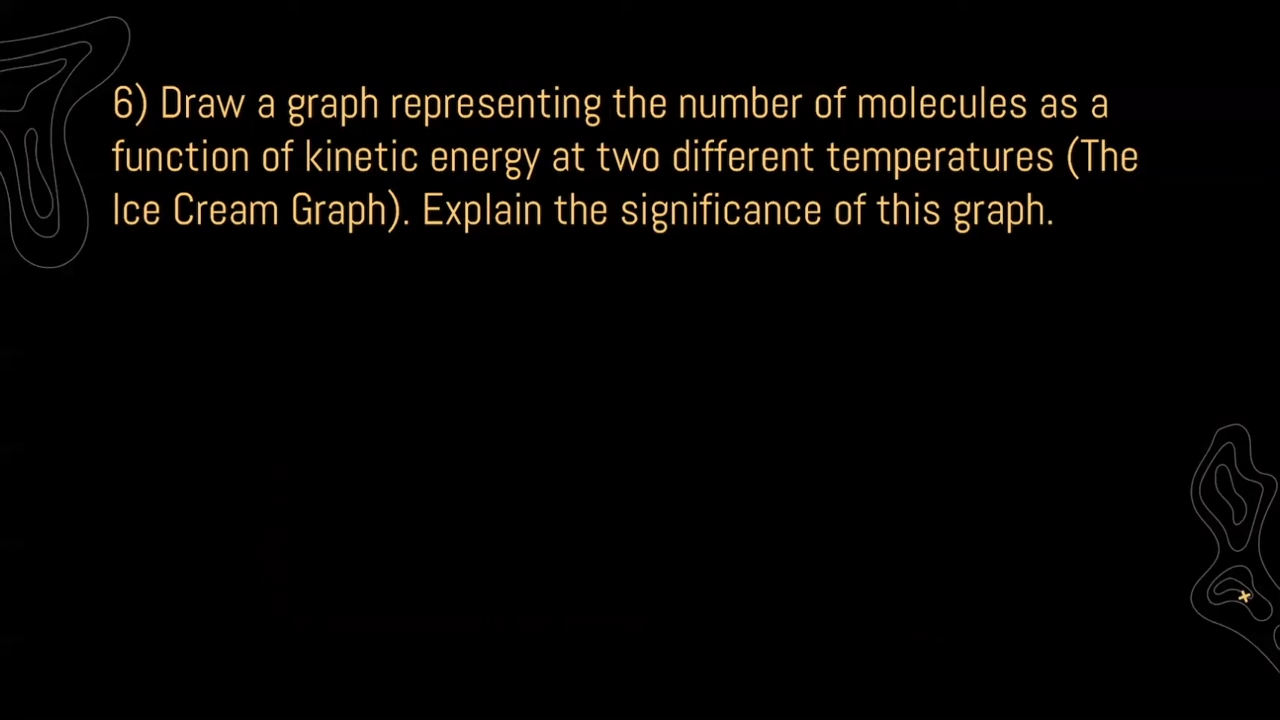 6) Draw a graph representing the number of molecules as a
function of kinetic energy at two different temperatures (The
Ice Cream Graph). Explain the significance of this graph.